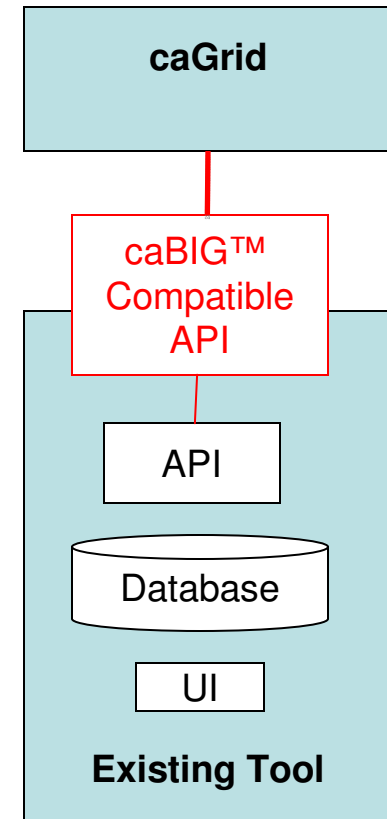 caGrid
caBIG™
Compatible
API
API
Database
UI
Existing Tool